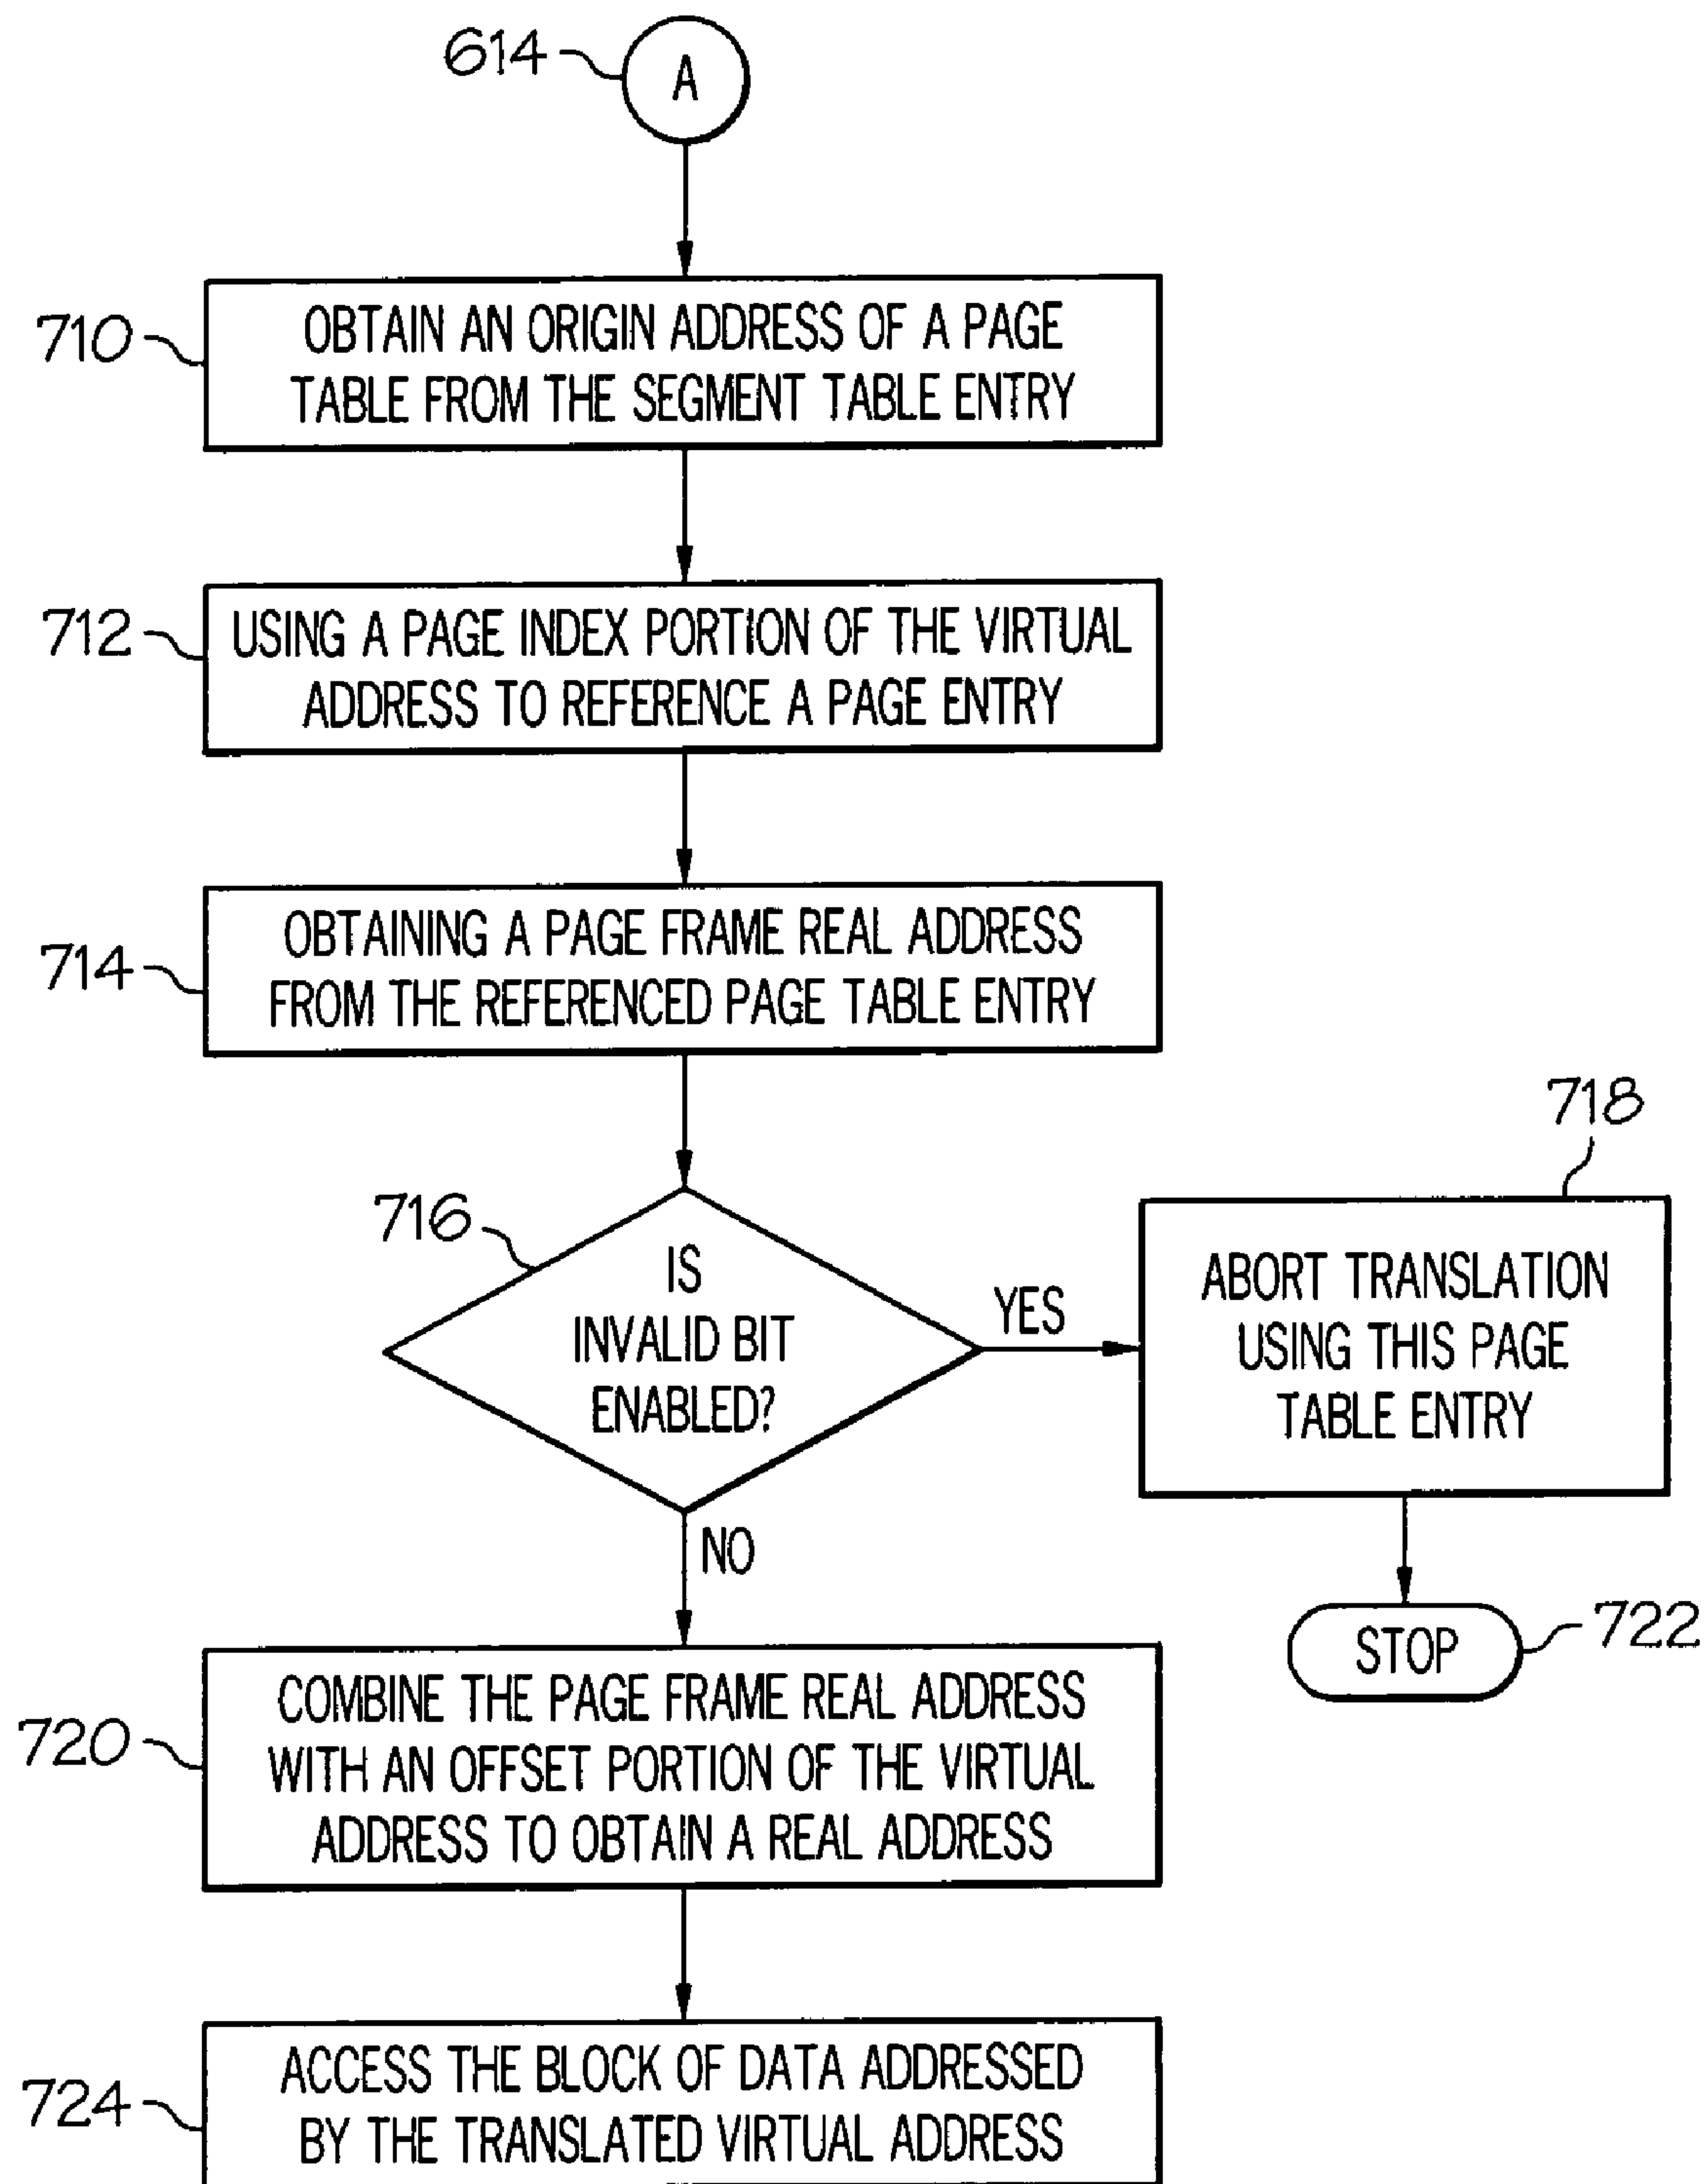 614
A
710
OBTAIN AN ORIGIN ADDRESS OF A PAGE
TABLE FROM THE SEGMENT TABLE ENTRY
712
USING A PAGE INDEX PORTION OF THE VIRTUAL
ADDRESS TO REFERENCE A PAGE ENTRY
714
OBTAINING A PAGE FRAME REAL ADDRESS
FROM THE REFERENCED PAGE TABLE ENTRY
716
IS
INVALID BIT
ENABLED?
YES
718
ABORT TRANSLATION
USING THIS PAGE
TABLE ENTRY
NO
STOP
722
720
COMBINE THE PAGE FRAME REAL ADDRESS
WITH AN OFFSET PORTION OF THE VIRTUAL
ADDRESS TO OBTAIN A REAL ADDRESS
724
ACCESS THE BLOCK OF DATA ADDRESSED
BY THE TRANSLATED VIRTUAL ADDRESS